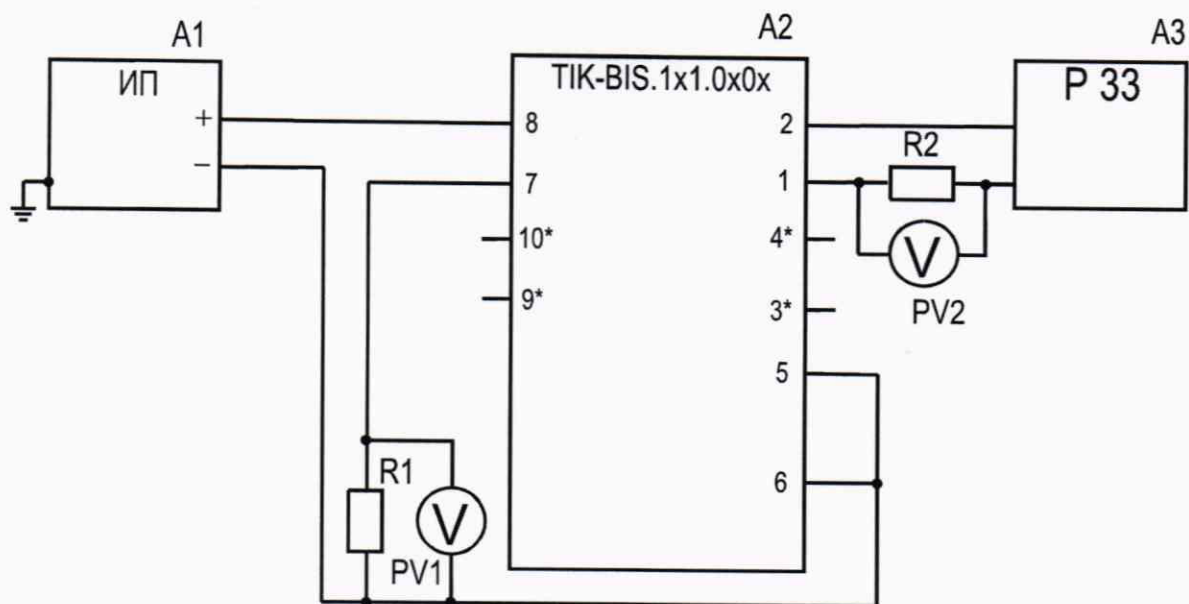 A1
ИП
+
−
A2
TIK-BIS.1x1.0x0x
8
7
10*
9*
2
1
4*
3*
5
6
A3
P 33
R2
V
PV2
R1
V
PV1